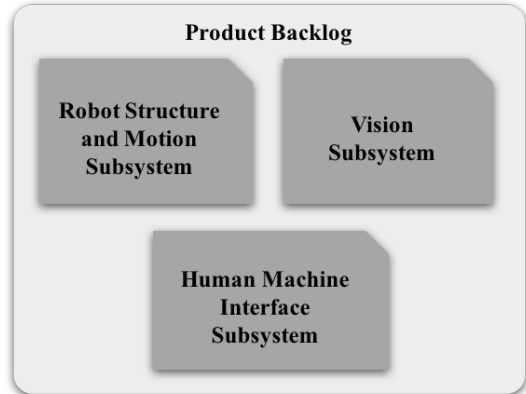 Product Backlog
Robot Structure
and Motion
Subsystem
Vision
Subsystem
Human Machine
Interface
Subsystem